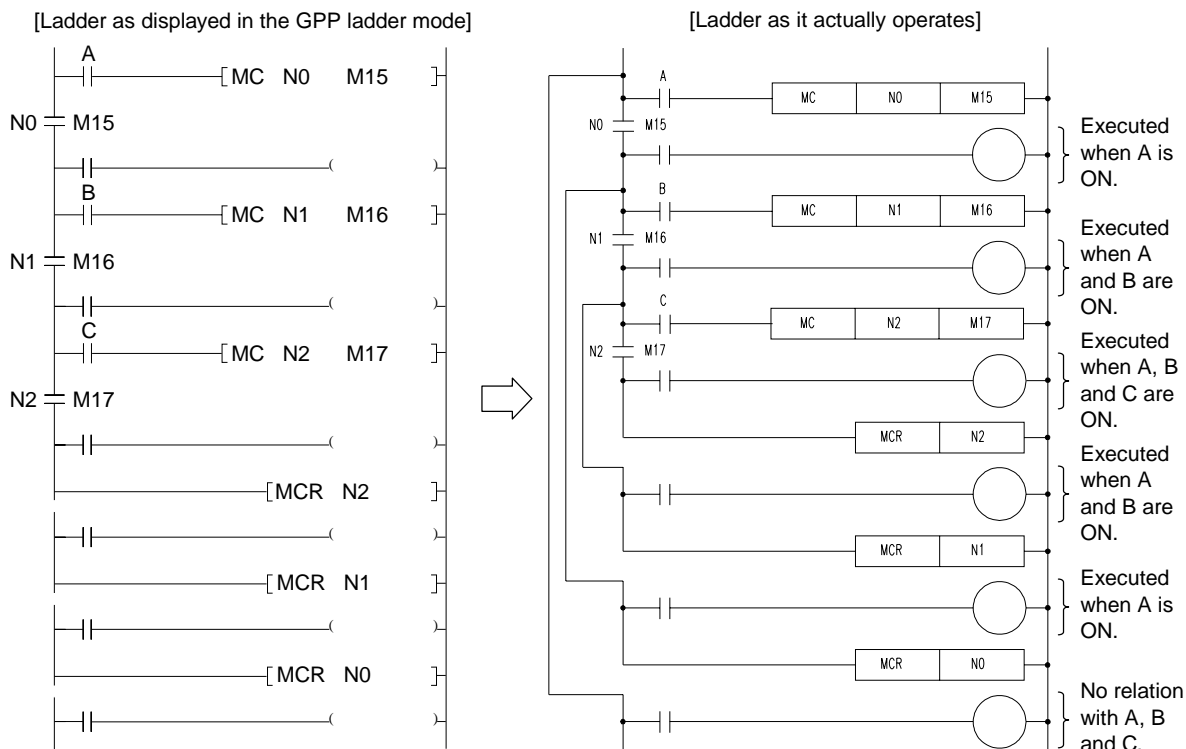 [Ladder as displayed in the GPP ladder mode]
A
[MC N0 M15 ]
N0 M15
( )
B
[MC N1 M16 ]
N1 M16
( )
C
[MC N2 M17 ]
N2 M17
( )
[MCR N2 ]
( )
[MCR N1 ]
( )
[MCR N0 ]
( )
[Ladder as it actually operates]
A
MC N0 M15
N0 M15
Executed
when A is
ON.
B
MC N1 M16
N1 M16
Executed
when A
and B are
ON.
C
MC N2 M17
N2 M17
Executed
when A, B
and C are
ON.
MCR N2
Executed
when A
and B are
ON.
MCR N1
Executed
when A is
ON.
MCR N0
No relation
with A, B
and C.